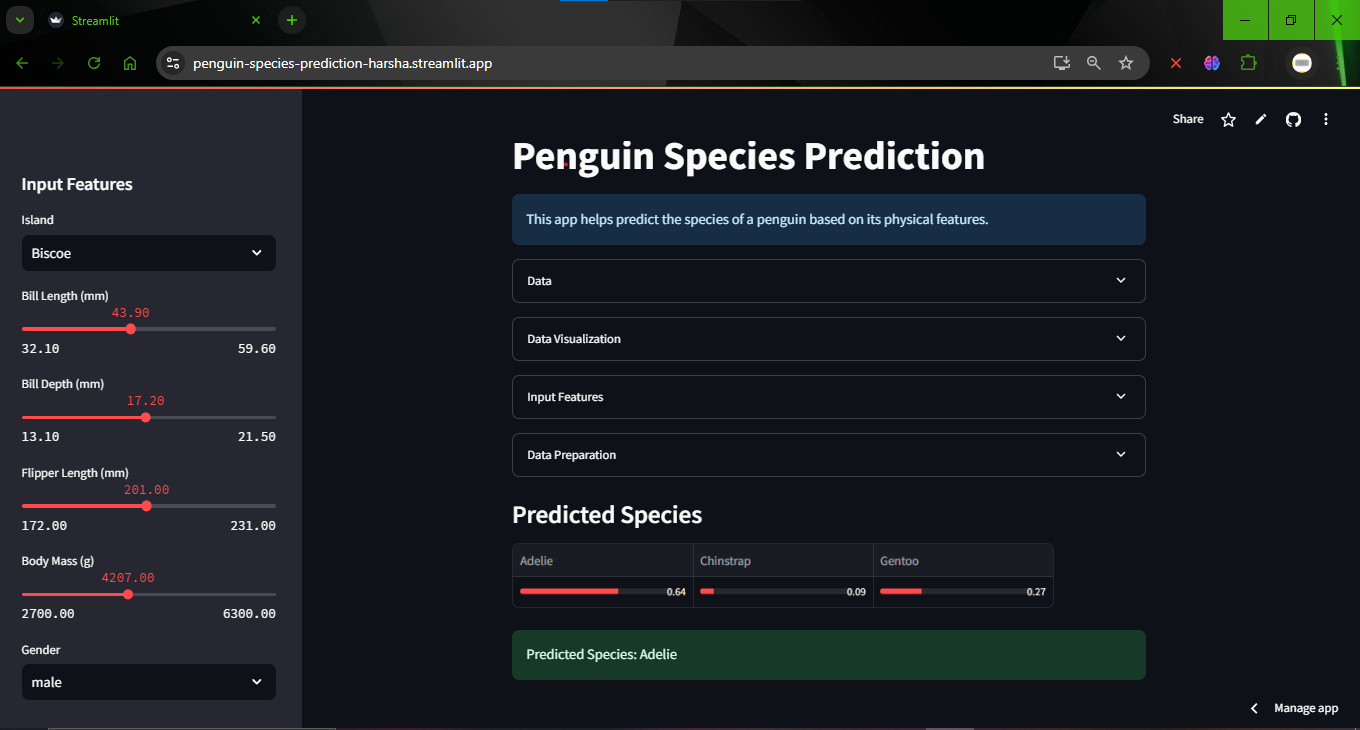 Streamlit
penguin-species-prediction-harsha.streamlit.app
Share
Input Features
Island
Biscoe
Bill Length (mm)
43.90
32.10 59.60
Bill Depth (mm)
17.20
13.10 21.50
Flipper Length (mm)
201.00
172.00 231.00
Body Mass (g)
4207.00
2700.00 6300.00
Gender
male
Penguin Species Prediction
This app helps predict the species of a penguin based on its physical features.
Data
Data Visualization
Input Features
Data Preparation
Predicted Species
Adelie Chinstrap Gentoo
0.64 0.09 0.27
Predicted Species: Adelie
Manage app